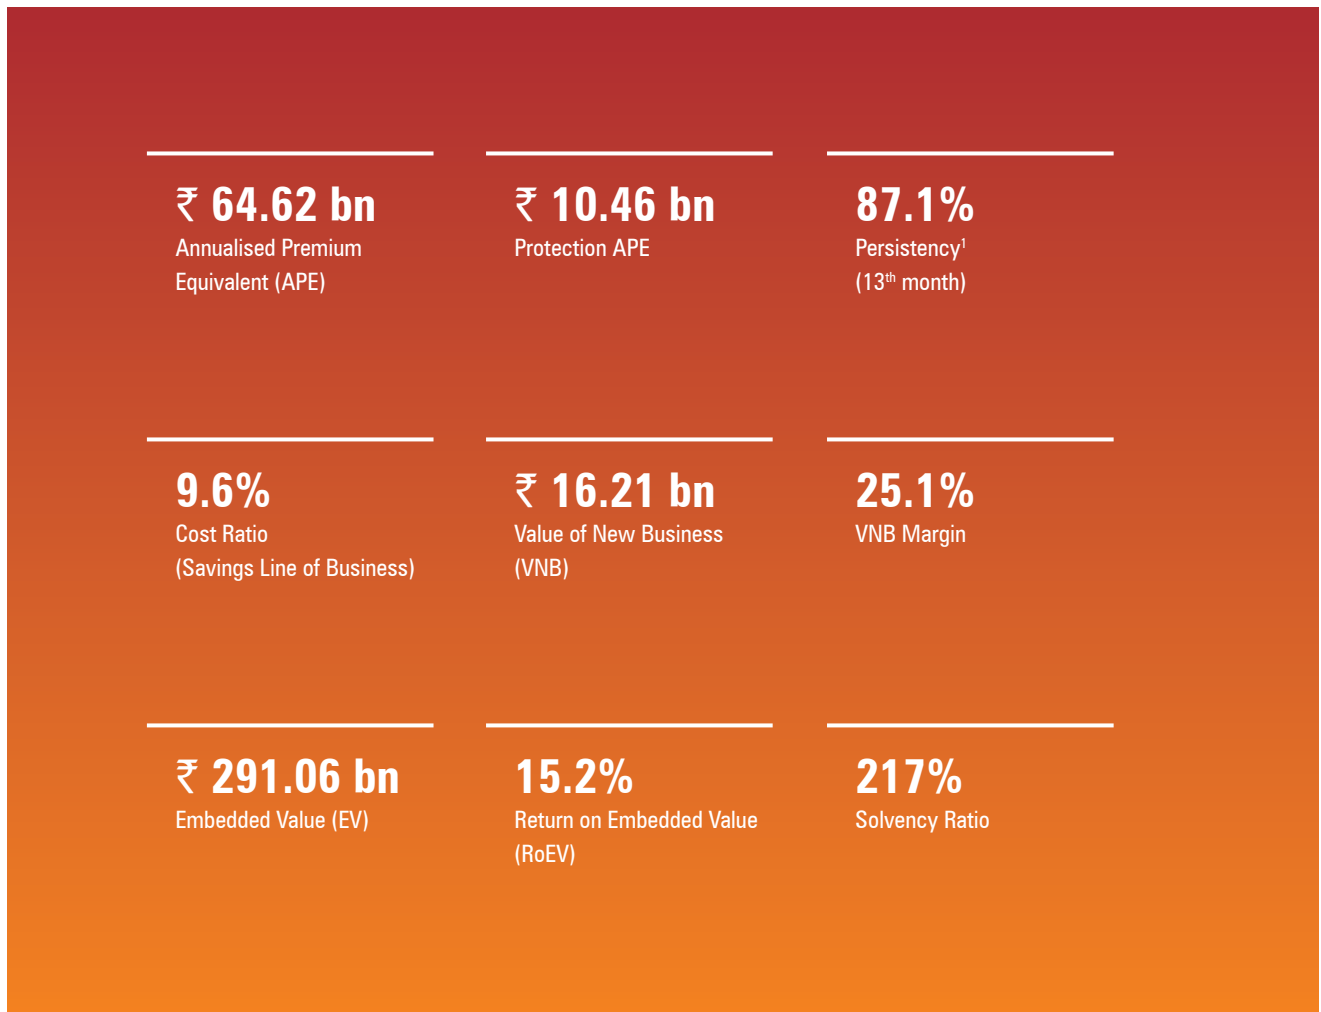 ₹ 64.62 bn
Annualised Premium
Equivalent (APE)
₹ 10.46 bn
Protection APE
87.1%
Persistency¹
(13th month)
9.6%
Cost Ratio
(Savings Line of Business)
₹ 16.21 bn
Value of New Business
(VNB)
25.1%
VNB Margin
₹ 291.06 bn
Embedded Value (EV)
15.2%
Return on Embedded Value
(RoEV)
217%
Solvency Ratio